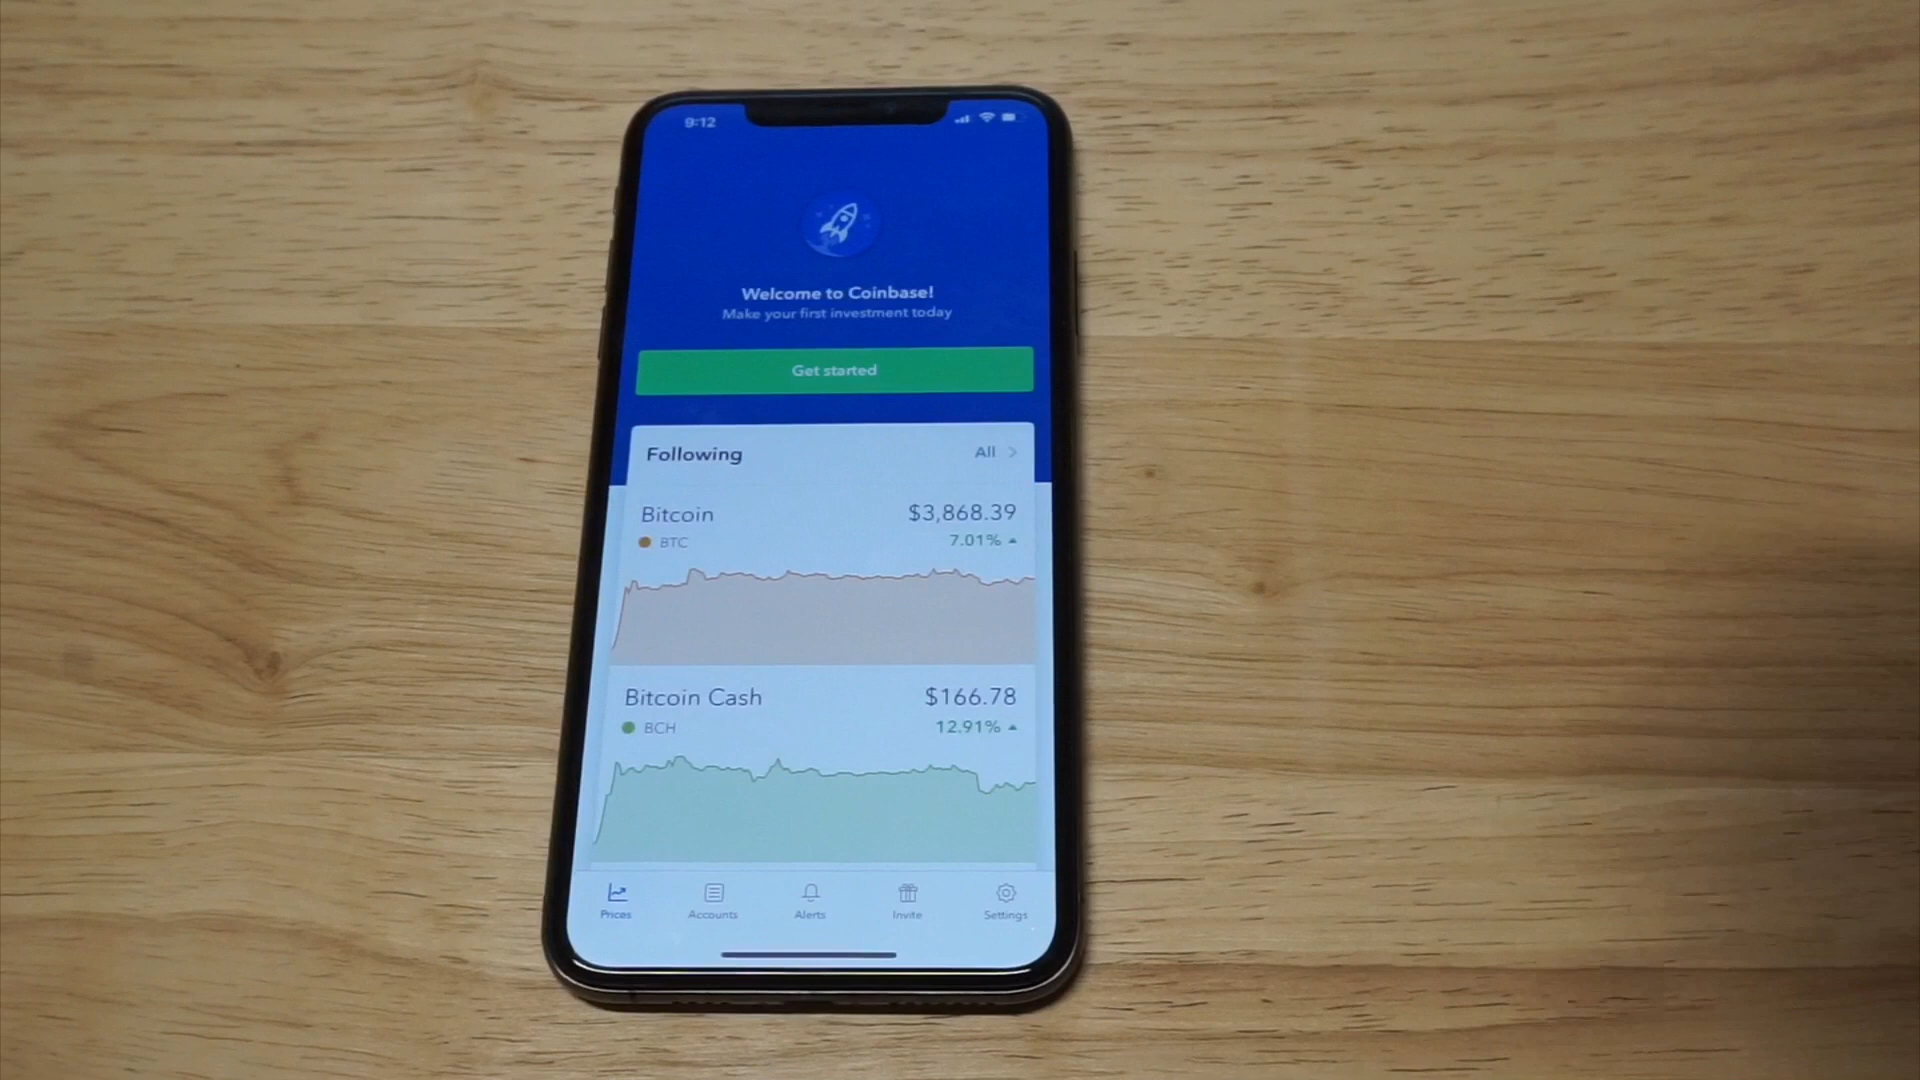 9:12
Welcome to Coinbase!
Make your first investment today
Get started
Following All
Bitcoin $3,868.39
BTC 7.01%
Bitcoin Cash $166.78
BCH 12.91%
Prices Accounts Alerts Invite Settings